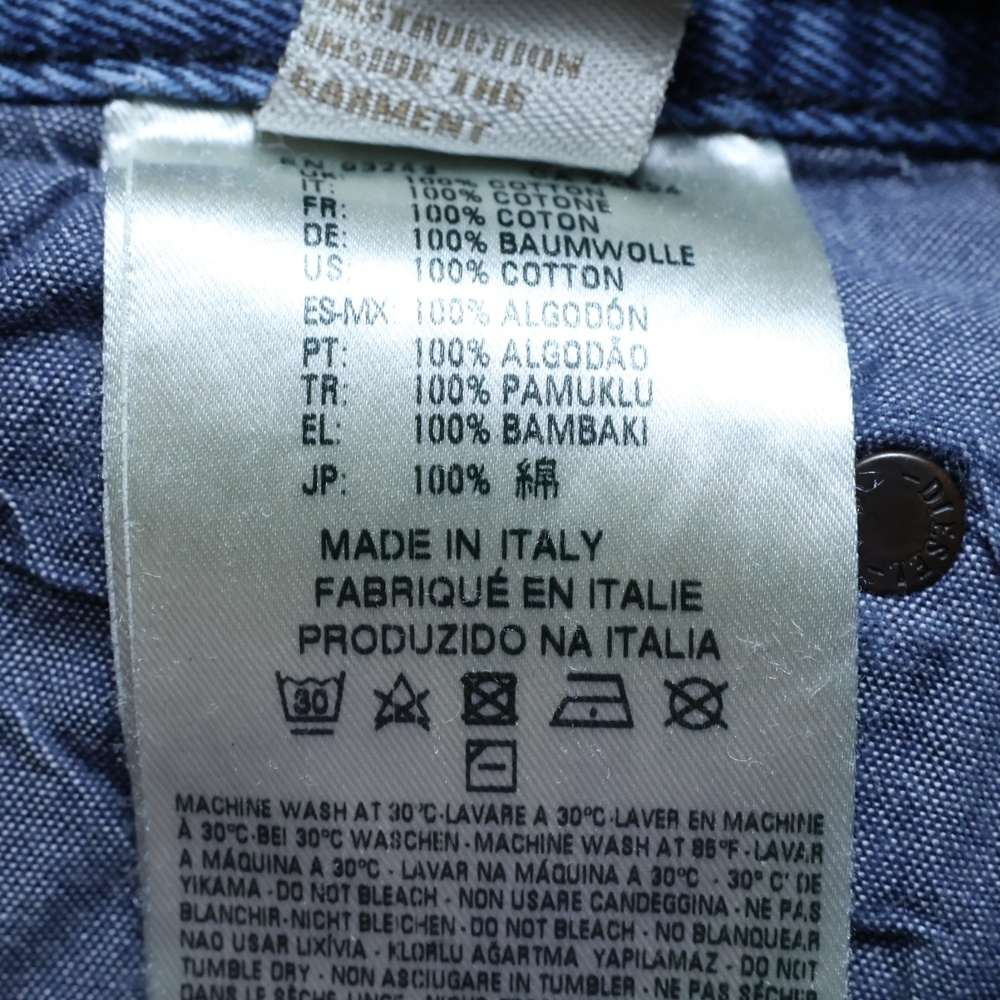 INSTRUCTION
INSIDE THE
GARMENT
UK: 100% COTTON
IT: 100% COTONE
FR: 100% COTON
DE: 100% BAUMWOLLE
US: 100% COTTON
ES-MX: 100% ALGODÓN
PT: 100% ALGODÃO
TR: 100% PAMUKLU
EL: 100% BAMBAKI
JP: 100% 綿
MADE IN ITALY
FABRIQUÉ EN ITALIE
PRODUZIDO NA ITALIA
30
MACHINE WASH AT 30°C-LAVARE A 30°C-LAVER EN MACHINE
À 30°C-BEI 30°C WASCHEN - MACHINE WASH AT 85°F - LAVAR
A MÁQUINA A 30°C - LAVAR NA MÁQUINA A 30°C - 30° C' DE
YIKAMA - DO NOT BLEACH - NON USARE CANDEGGINA - NE PAS
BLANCHIR-NICHT BLEICHEN - DO NOT BLEACH - NO BLANQUEAR
NAO USAR LIXÍVIA - KLORLU AĞARTMA YAPILAMAZ - DO NOT
TUMBLE DRY - NON ASCIUGARE IN TUMBLER - NE PAS SÉCHER
DANS LE SÈCHE-LINGE
DIESEL